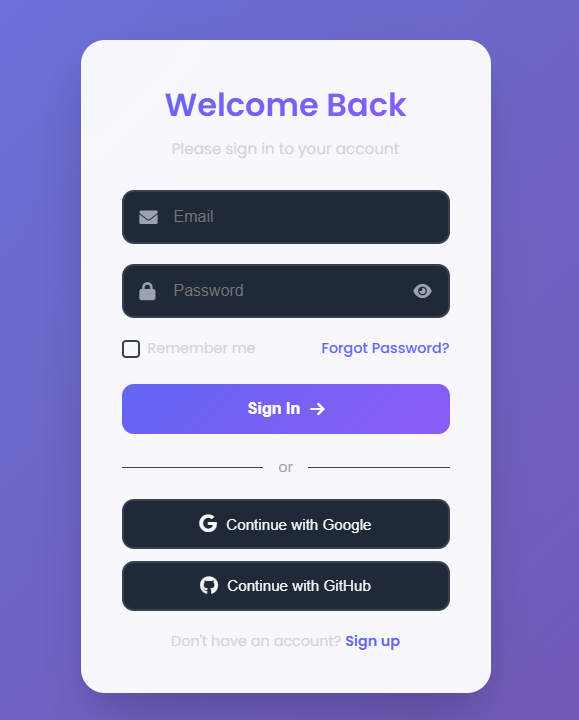 Welcome Back
Please sign in to your account
Email
Password
Remember me Forgot Password?
Sign In
or
Continue with Google
Continue with GitHub
Don't have an account? Sign up